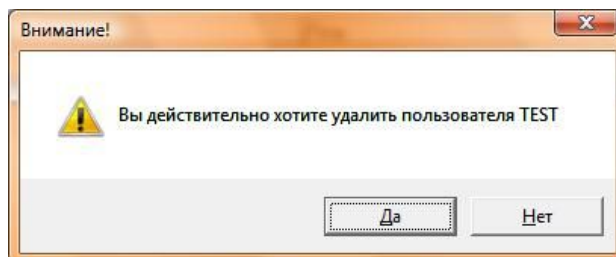 Внимание!
Вы действительно хотите удалить пользователя TEST
Да
Нет